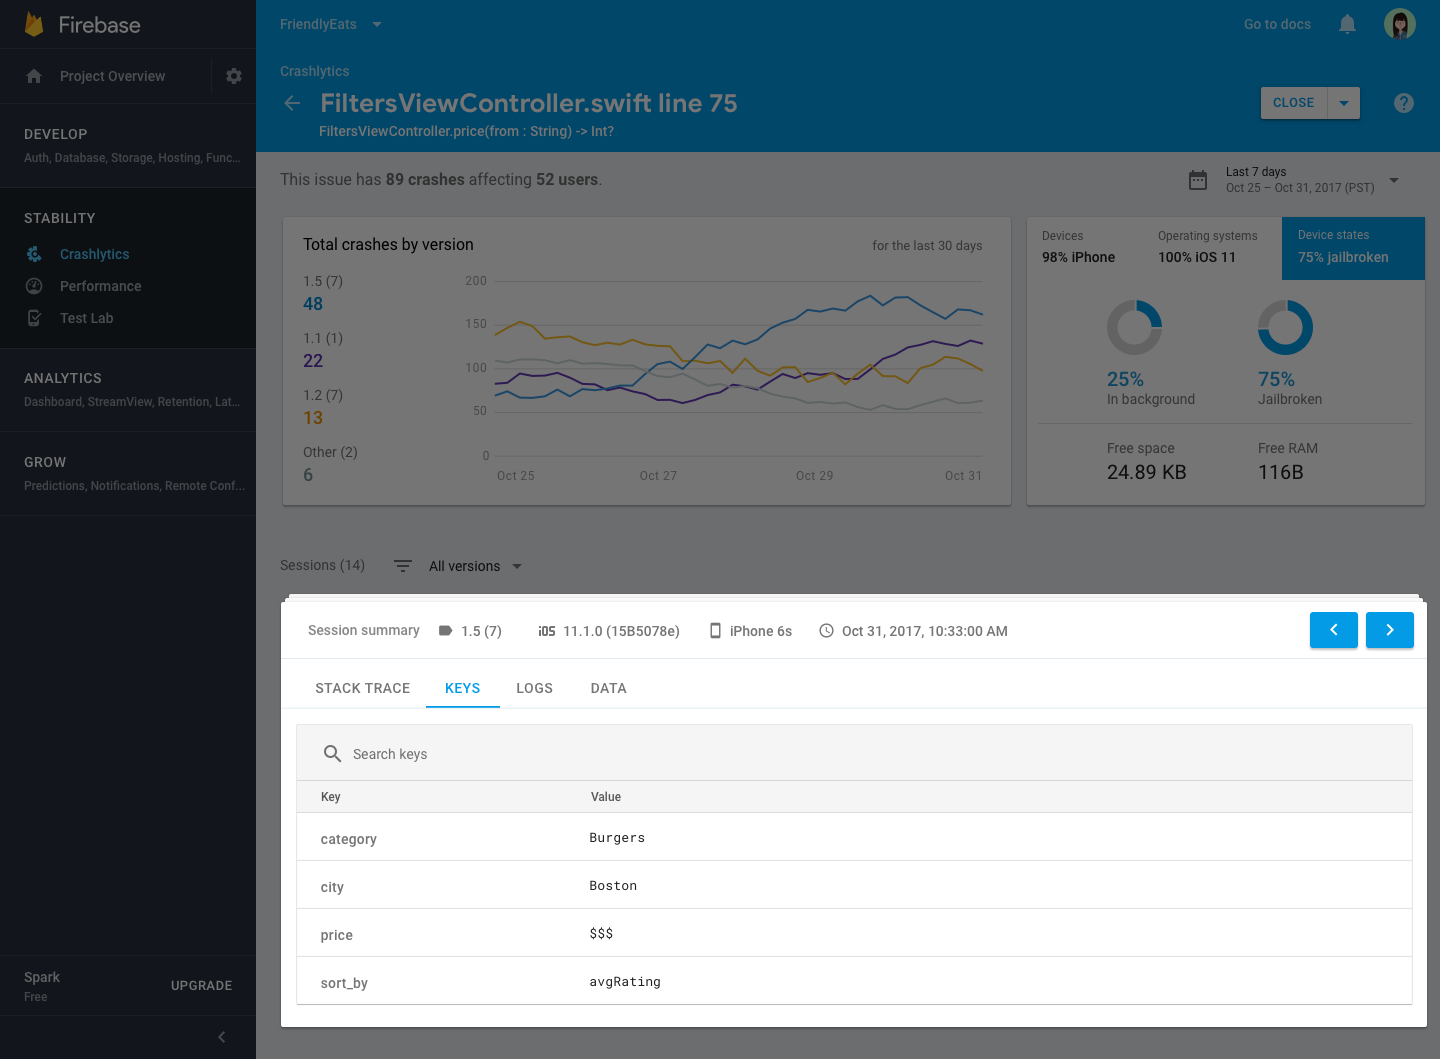 Firebase
Project Overview
DEVELOP
Auth, Database, Storage, Hosting, Func...
STABILITY
Crashlytics
Performance
Test Lab
ANALYTICS
Dashboard, StreamView, Retention, Lat...
GROW
Predictions, Notifications, Remote Conf...
Spark
Free
UPGRADE
FriendlyEats
Go to docs
Crashlytics
FiltersViewController.swift line 75
FiltersViewController.price(from : String) -> Int?
CLOSE
This issue has 89 crashes affecting 52 users.
Last 7 days
Oct 25 – Oct 31, 2017 (PST)
Total crashes by version
for the last 30 days
1.5 (7)
48
1.1 (1)
22
1.2 (7)
13
Other (2)
6
200
150
100
50
0
Oct 25 Oct 27 Oct 29 Oct 31
Devices
98% iPhone
Operating systems
100% iOS 11
Device states
75% jailbroken
25%
In background
75%
Jailbroken
Free space
24.89 KB
Free RAM
116B
Sessions (14) All versions
Session summary 1.5 (7) iOS 11.1.0 (15B5078e) iPhone 6s Oct 31, 2017, 10:33:00 AM
STACK TRACE KEYS LOGS DATA
Search keys
Key Value
category Burgers
city Boston
price $$$
sort_by avgRating